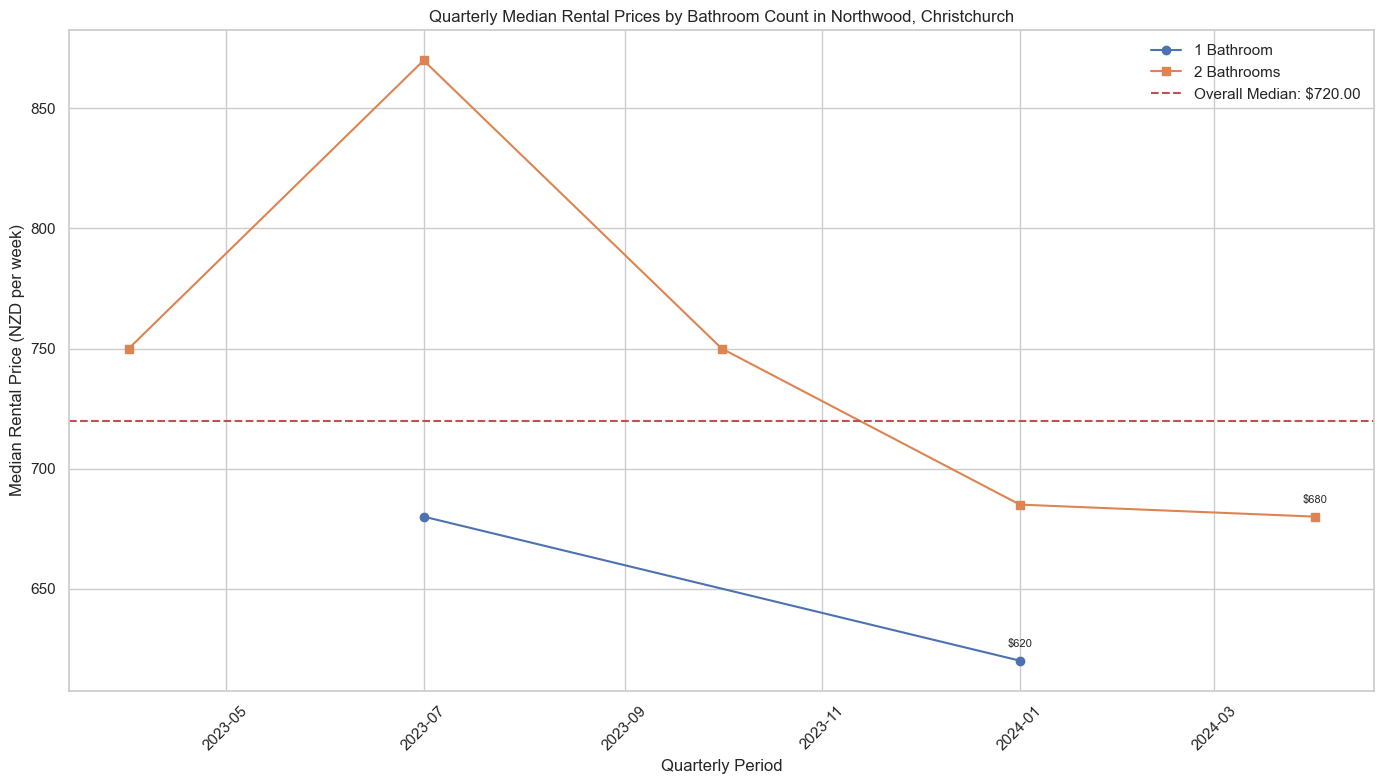 Quarterly Median Rental Prices by Bathroom Count in Northwood, Christchurch
1 Bathroom
2 Bathrooms
Overall Median: $720.00
Median Rental Price (NZD per week)
850
800
750
700
650
$680
$620
2023-05
2023-07
2023-09
2023-11
2024-01
2024-03
Quarterly Period